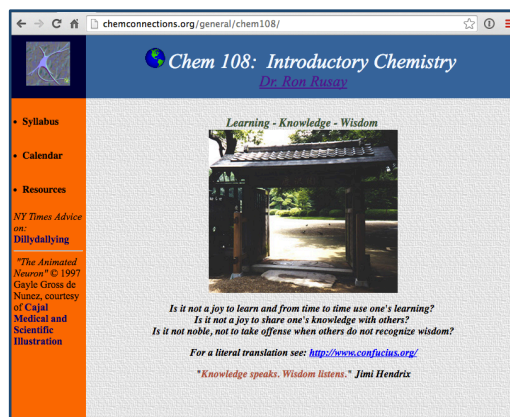 chemconnections.org/general/chem108/
Chem 108: Introductory Chemistry
Dr. Ron Rusay
Syllabus
Calendar
Resources
NY Times Advice
on:
Dillydallying
"The Animated
Neuron" © 1997
Gayle Gross de
Nunez, courtesy
of Cajal
Medical and
Scientific
Illustration
Learning - Knowledge - Wisdom
Is it not a joy to learn and from time to time use one's learning?
Is it not a joy to share one's knowledge with others?
Is it not noble, not to take offense when others do not recognize wisdom?
For a literal translation see: http://www.confucius.org/
"Knowledge speaks. Wisdom listens." Jimi Hendrix